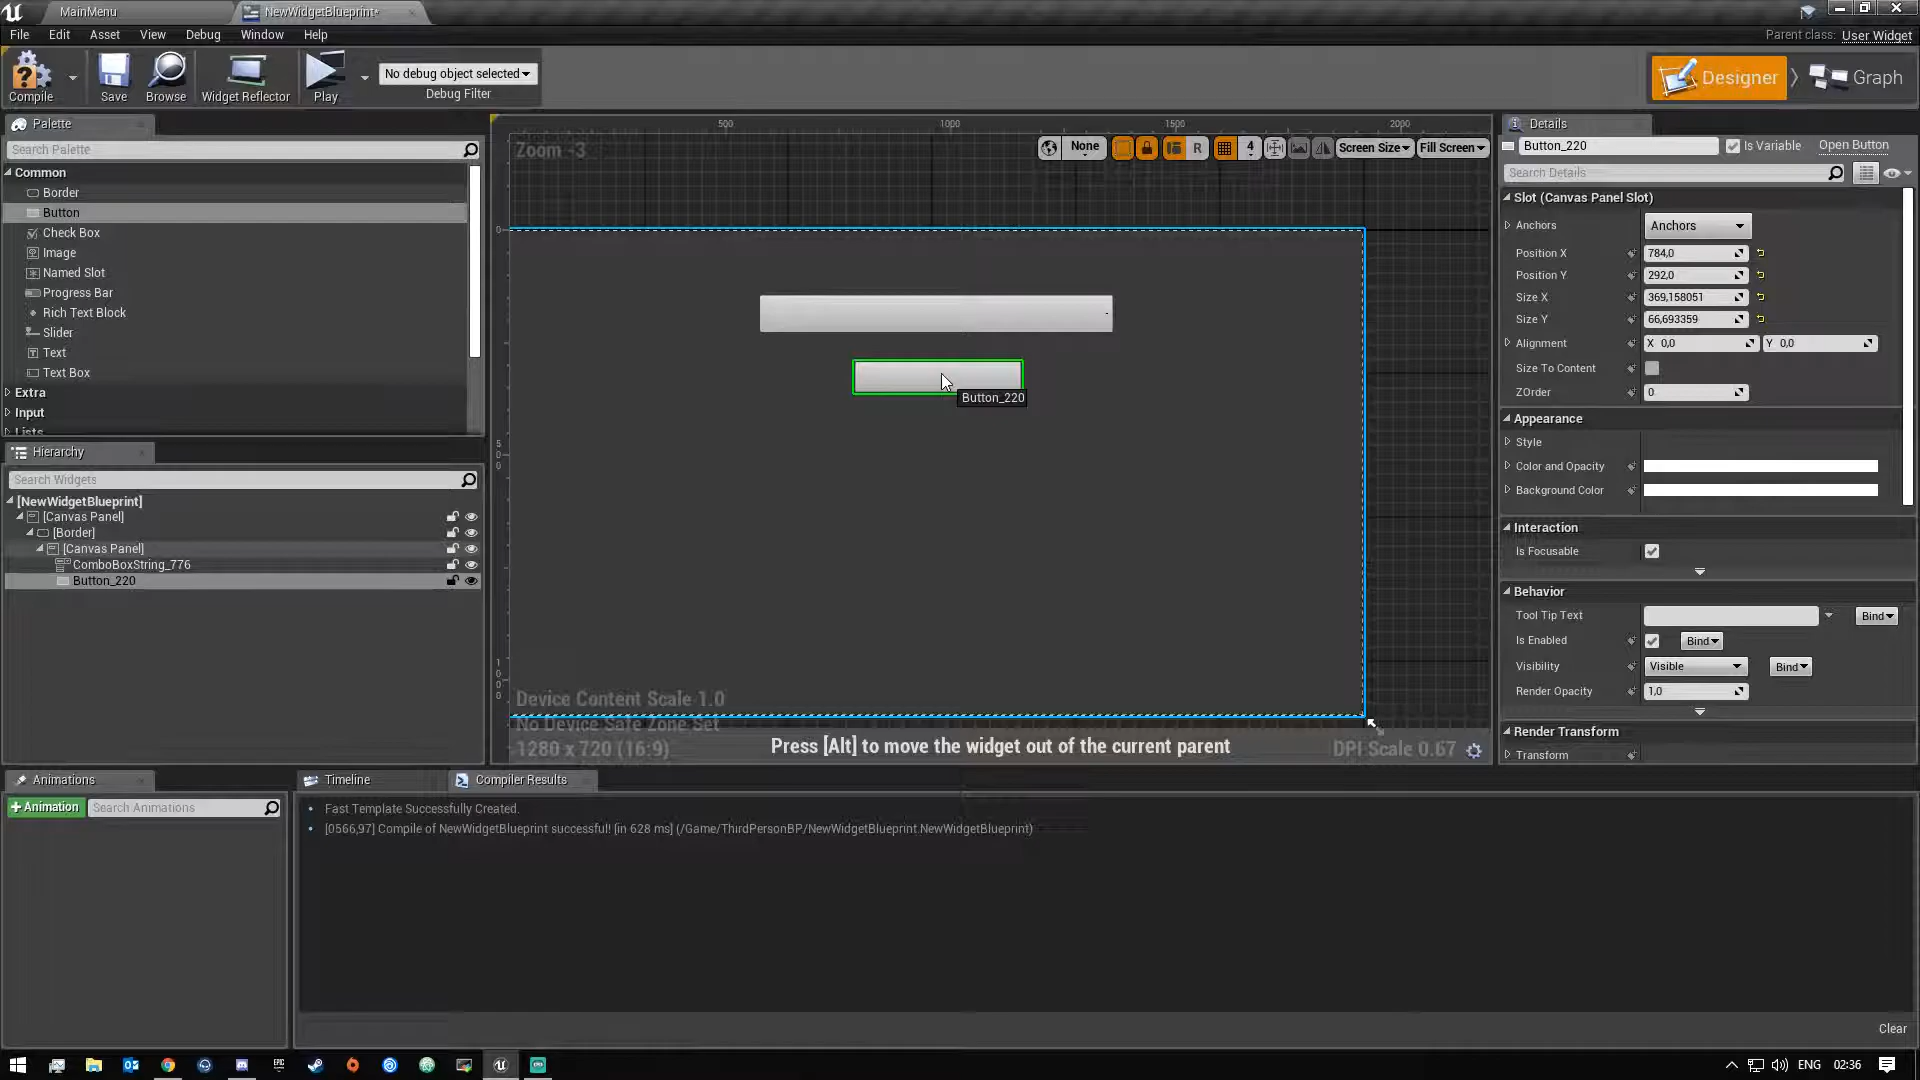 MainMenu
NewWidgetBlueprint*
File Edit Asset View Debug Window Help
Parent class: User Widget
Compile
Save
Browse
Widget Reflector
Play
No debug object selected
Debug Filter
Designer
Graph
Palette
Search Palette
Common
Border
Button
Check Box
Image
Named Slot
Progress Bar
Rich Text Block
Slider
Text
Text Box
Extra
Input
Lists
Hierarchy
Search Widgets
[NewWidgetBlueprint]
[Canvas Panel]
[Border]
[Canvas Panel]
ComboBoxString_776
Button_220
500 1000 1500 2000
Zoom -3
None
R
4
Screen Size
Fill Screen
0
500
1000
Button_220
Device Content Scale 1.0
No Device Safe Zone Set
1280 x 720 (16:9)
Press [Alt] to move the widget out of the current parent
DPI Scale 0.67
Details
Button_220
Is Variable
Open Button
Search Details
Slot (Canvas Panel Slot)
Anchors Anchors
Position X 784,0
Position Y 292,0
Size X 369,158051
Size Y 66,693359
Alignment X 0,0 Y 0,0
Size To Content
ZOrder 0
Appearance
Style
Color and Opacity
Background Color
Interaction
Is Focusable
Behavior
Tool Tip Text Bind
Is Enabled Bind
Visibility Visible Bind
Render Opacity 1,0
Render Transform
Transform
Animations
+Animation
Search Animations
Timeline
Compiler Results
Fast Template Successfully Created.
[0566,97] Compile of NewWidgetBlueprint successful! [in 628 ms] (/Game/ThirdPersonBP/NewWidgetBlueprint.NewWidgetBlueprint)
Clear
EPIC
ENG 02:36